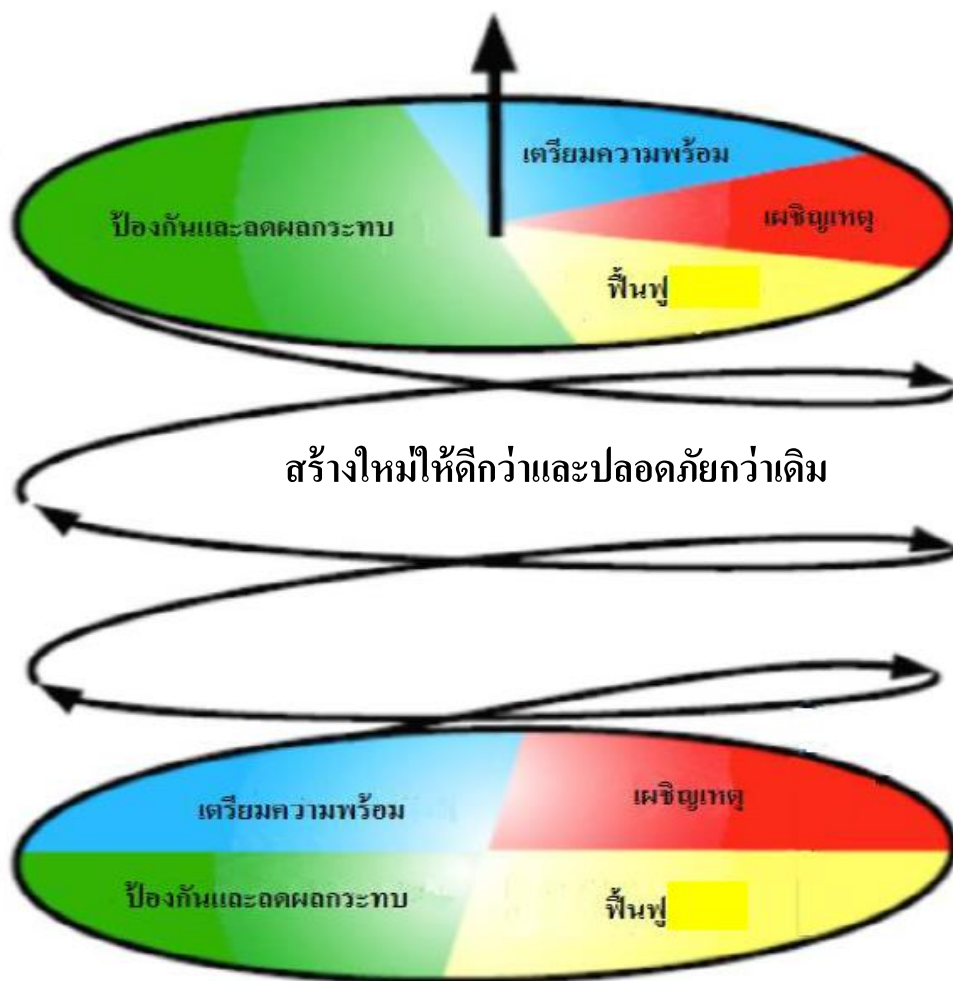 เตรียมความพร้อม
ป้องกันและลดผลกระทบ
เผชิญเหตุ
ฟื้นฟู
สร้างใหม่ให้ดีกว่าและปลอดภัยกว่าเดิม
เตรียมความพร้อม
เผชิญเหตุ
ป้องกันและลดผลกระทบ
ฟื้นฟู